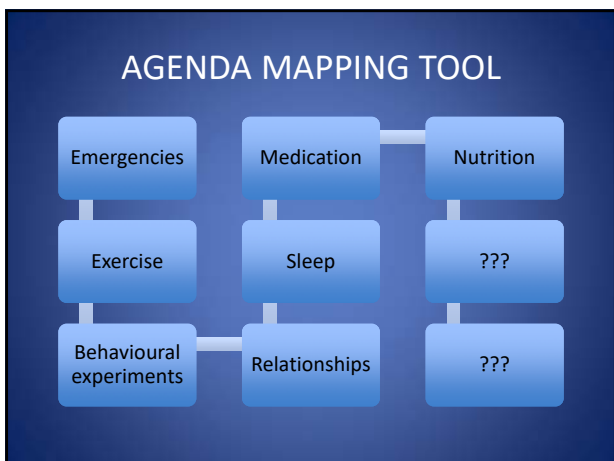 AGENDA MAPPING TOOL
Emergencies
Exercise
Behavioural
experiments
Relationships
Sleep
Medication
Nutrition
???
???